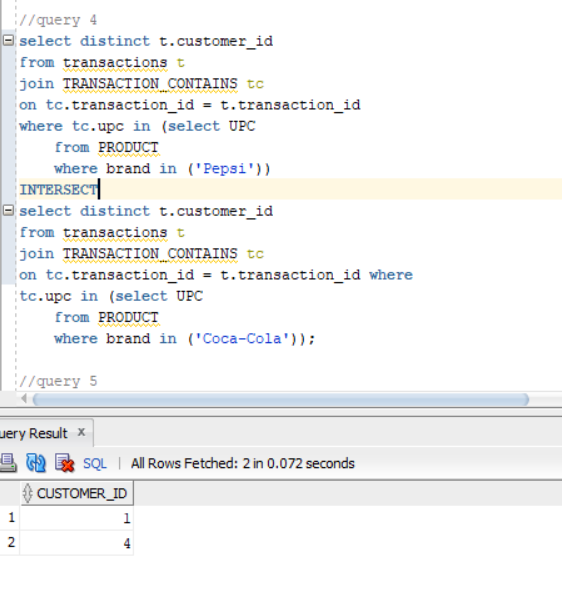 //query 4
select distinct t.customer_id
from transactions t
join TRANSACTION_CONTAINS tc
on tc.transaction_id = t.transaction_id
where tc.upc in (select UPC
from PRODUCT
where brand in ('Pepsi'))
INTERSECT
select distinct t.customer_id
from transactions t
join TRANSACTION_CONTAINS tc
on tc.transaction_id = t.transaction_id where
tc.upc in (select UPC
from PRODUCT
where brand in ('Coca-Cola'));
//query 5
uery Result x
SQL | All Rows Fetched: 2 in 0.072 seconds
CUSTOMER_ID
1 1
2 4